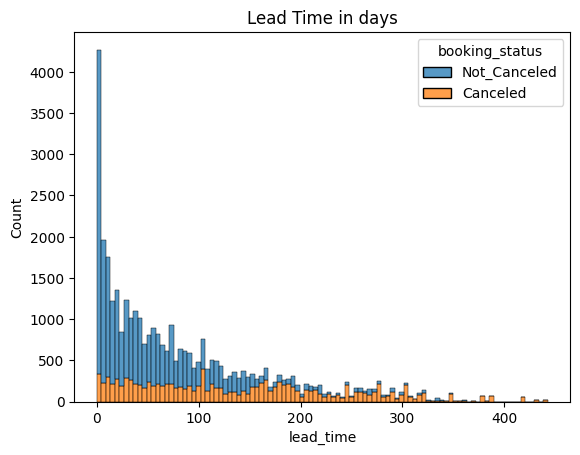 Lead Time in days
booking_status
Not_Canceled
Canceled
Count
4000
3500
3000
2500
2000
1500
1000
500
0
0 100 200 300 400
lead_time